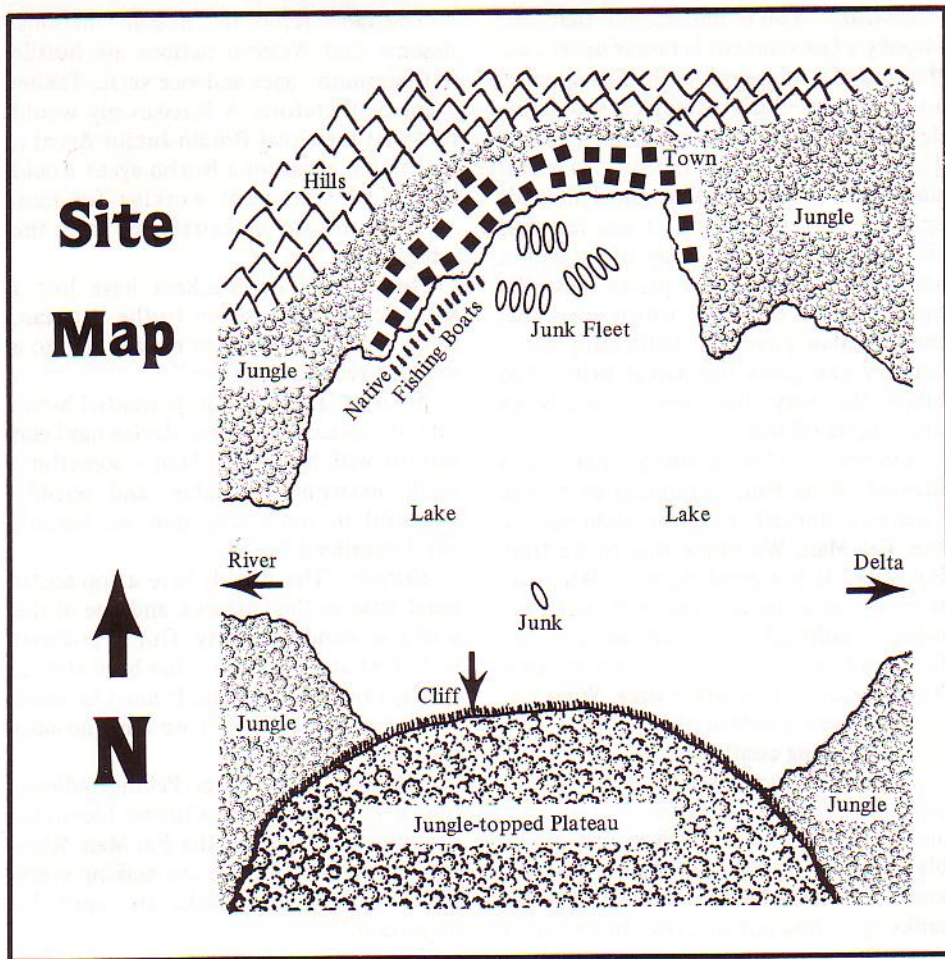 Site
Map
Hills
Town
Jungle
Junk Fleet
Native
Fishing Boats
Jungle
Lake
Lake
River
Delta
Junk
Cliff
Jungle
Jungle
Jungle-topped Plateau
N